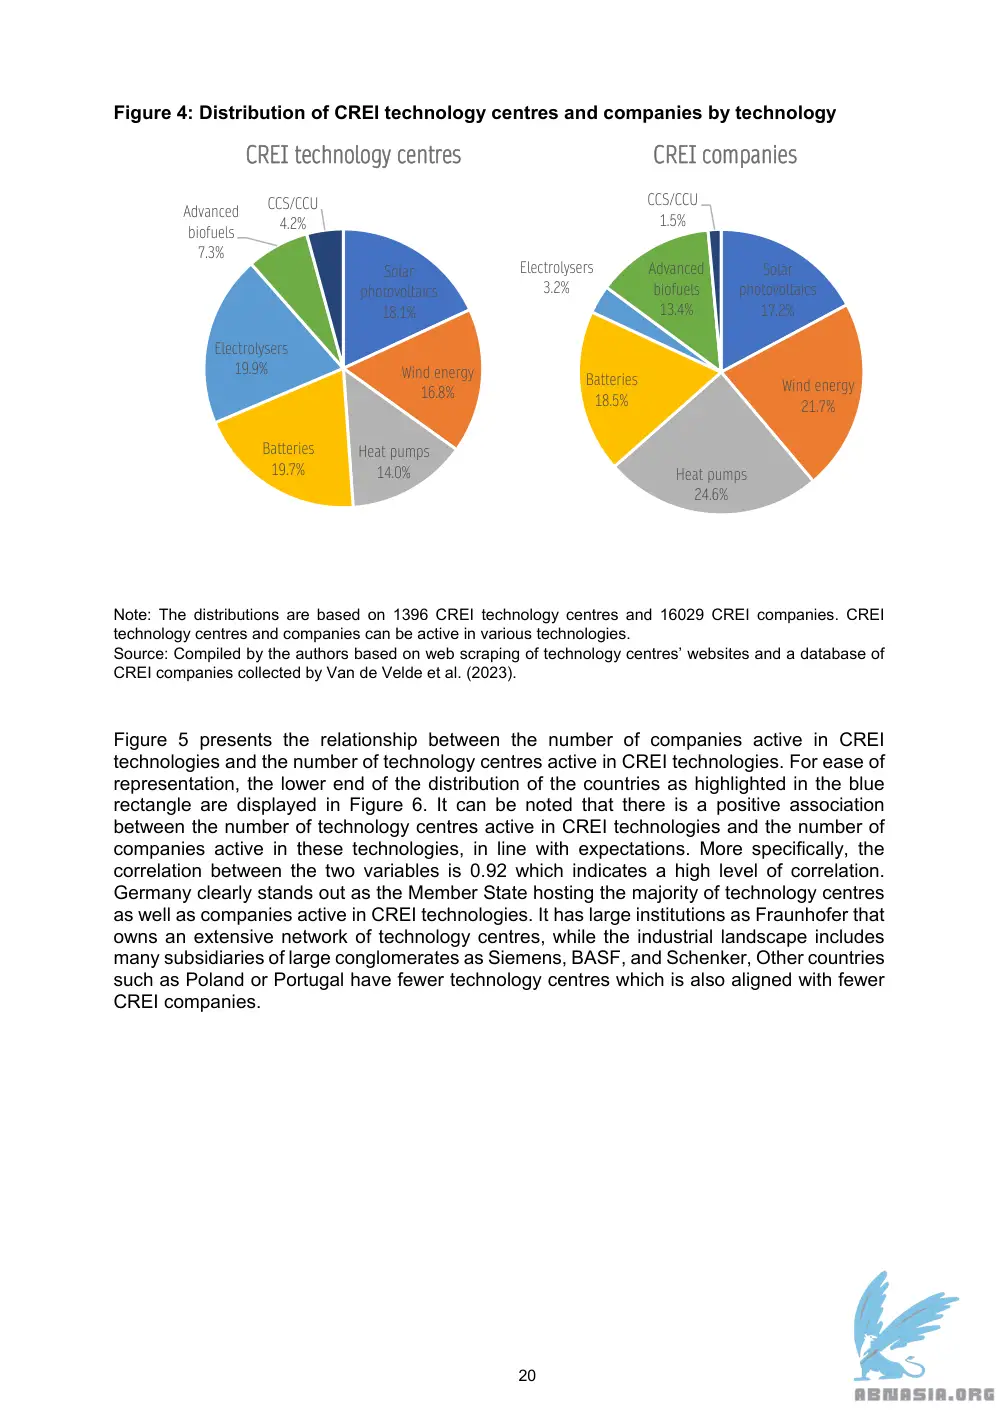 Figure 4: Distribution of CREI technology centres and companies by technology
CREI technology centres
CCS/CCU
4.2%
Advanced
biofuels
7.3%
Solar
photovoltaics
18.1%
Electrolysers
19.9%
Wind energy
16.8%
Batteries
19.7%
Heat pumps
14.0%
CREI companies
CCS/CCU
1.5%
Electrolysers
3.2%
Advanced
biofuels
13.4%
Solar
photovoltaics
17.2%
Batteries
18.5%
Wind energy
21.7%
Heat pumps
24.6%
Note: The distributions are based on 1396 CREI technology centres and 16029 CREI companies. CREI
technology centres and companies can be active in various technologies.
Source: Compiled by the authors based on web scraping of technology centres’ websites and a database of
CREI companies collected by Van de Velde et al. (2023).
Figure 5 presents the relationship between the number of companies active in CREI
technologies and the number of technology centres active in CREI technologies. For ease of
representation, the lower end of the distribution of the countries as highlighted in the blue
rectangle are displayed in Figure 6. It can be noted that there is a positive association
between the number of technology centres active in CREI technologies and the number of
companies active in these technologies, in line with expectations. More specifically, the
correlation between the two variables is 0.92 which indicates a high level of correlation.
Germany clearly stands out as the Member State hosting the majority of technology centres
as well as companies active in CREI technologies. It has large institutions as Fraunhofer that
owns an extensive network of technology centres, while the industrial landscape includes
many subsidiaries of large conglomerates as Siemens, BASF, and Schenker, Other countries
such as Poland or Portugal have fewer technology centres which is also aligned with fewer
CREI companies.
20
ABNASIA.ORG